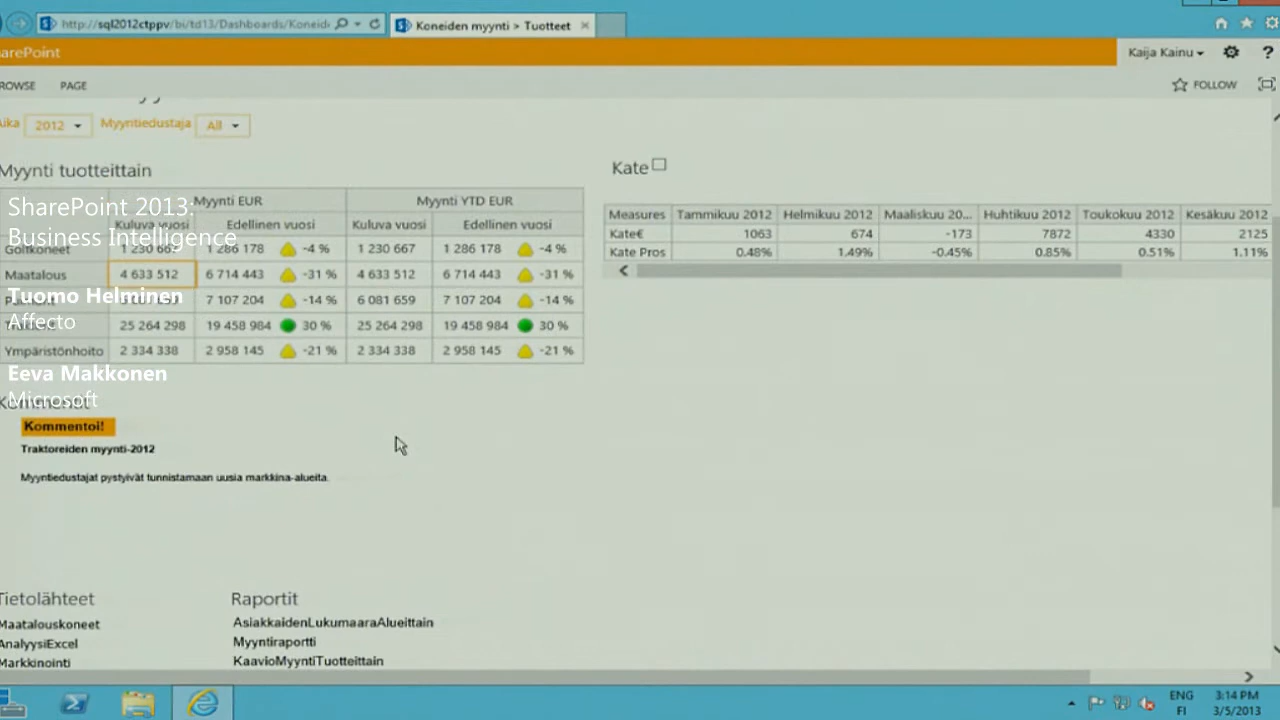 http://sql2012ctppv/bi/td13/Dashboards/Koneid
Koneiden myynti > Tuotteet
arePoint
Kaija Kainu
ROWSE PAGE
FOLLOW
Aika 2012 Myyntiedustaja All
Myynti tuotteittain
Kate
Myynti EUR Myynti YTD EUR
Kuluva vuosi Edellinen vuosi Kuluva vuosi Edellinen vuosi
Golfkoneet 1 230 667 1 286 178 -4 % 1 230 667 1 286 178 -4 %
Maatalous 4 633 512 6 714 443 -31 % 4 633 512 6 714 443 -31 %
7 107 204 -14 % 6 081 659 7 107 204 -14 %
25 264 298 19 458 984 30 % 25 264 298 19 458 984 30 %
Ympäristönhoito 2 334 338 2 958 145 -21 % 2 334 338 2 958 145 -21 %
SharePoint 2013:
Business Intelligence
Tuomo Helminen
Affecto
Eeva Makkonen
Microsoft
Measures Tammikuu 2012 Helmikuu 2012 Maaliskuu 20... Huhtikuu 2012 Toukokuu 2012 Kesäkuu 2012
Kate€ 1063 674 -173 7872 4330 2125
Kate Pros 0.48% 1.49% -0.45% 0.85% 0.51% 1.11%
Kommentit
Kommentoi!
Traktoreiden myynti-2012
Myyntiedustajat pystyivät tunnistamaan uusia markkina-alueita.
Tietolähteet
Maatalouskoneet
AnalyysiExcel
Markkinointi
Raportit
AsiakkaidenLukumaaraAlueittain
Myyntiraportti
KaavioMyyntiTuotteittain
ENG
FI
3:14 PM
3/5/2013